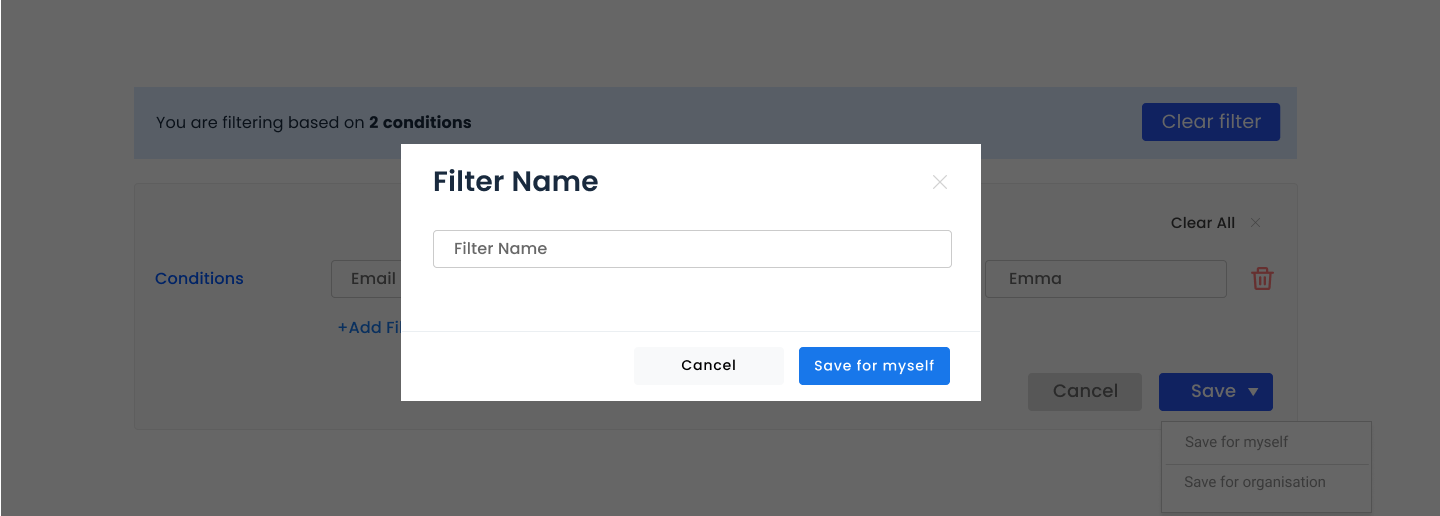 You are filtering based on 2 conditions
Clear filter
Filter Name
Filter Name
Clear All
Conditions
Email
Emma
+Add Fi
Cancel
Save for myself
Cancel
Save
Save for myself
Save for organisation